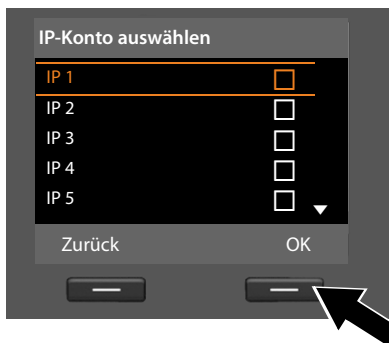 IP-Konto auswählen
IP 1
IP 2
IP 3
IP 4
IP 5
Zurück OK